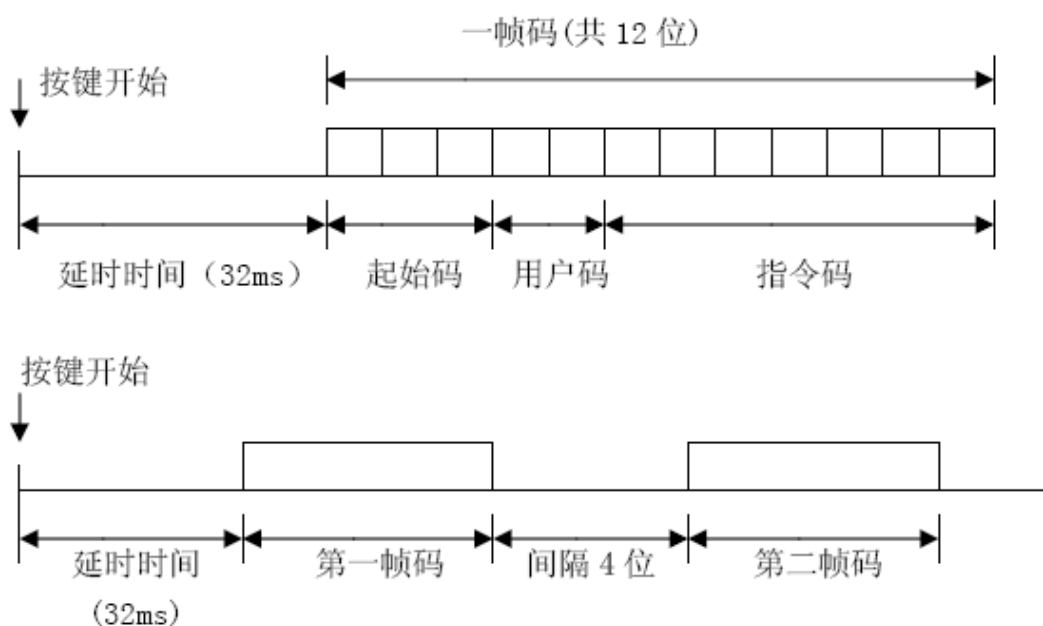 一帧码(共 12 位)
按键开始
延时时间（32ms）
起始码
用户码
指令码
按键开始
延时时间
(32ms)
第一帧码
间隔 4 位
第二帧码